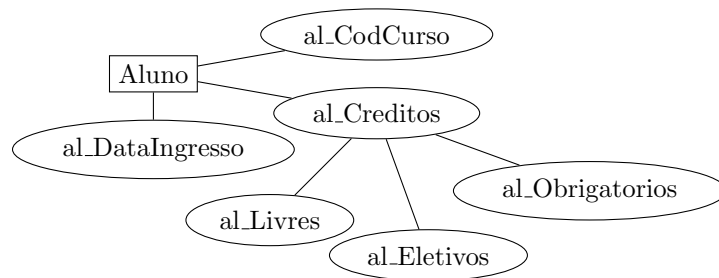 al_CodCurso
Aluno
al_Creditos
al_DataIngresso
al_Obrigatorios
al_Livres
al_Eletivos